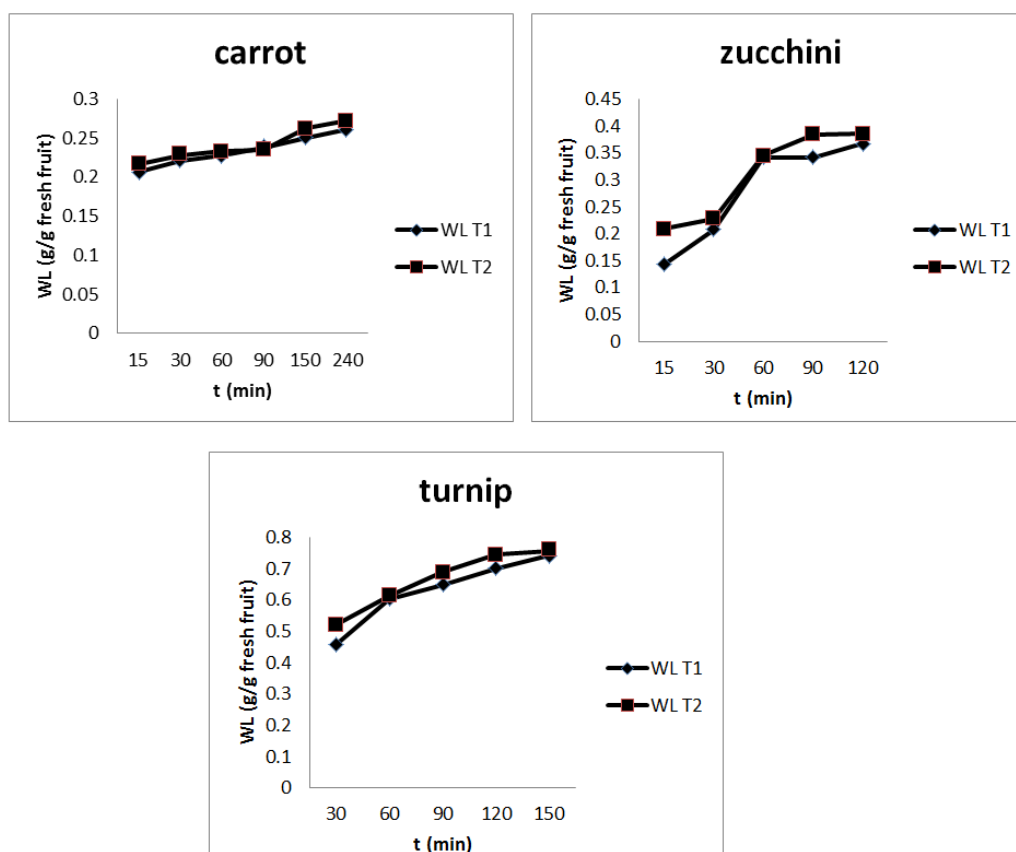 carrot
WL (g/g fresh fruit)
0.3
0.25
0.2
0.15
0.1
0.05
0
15 30 60 90 150 240
t (min)
WL T1
WL T2
zucchini
WL (g/g fresh fruit)
0.45
0.4
0.35
0.3
0.25
0.2
0.15
0.1
0.05
0
15 30 60 90 120
t (min)
WL T1
WL T2
turnip
WL (g/g fresh fruit)
0.8
0.7
0.6
0.5
0.4
0.3
0.2
0.1
0
30 60 90 120 150
t (min)
WL T1
WL T2